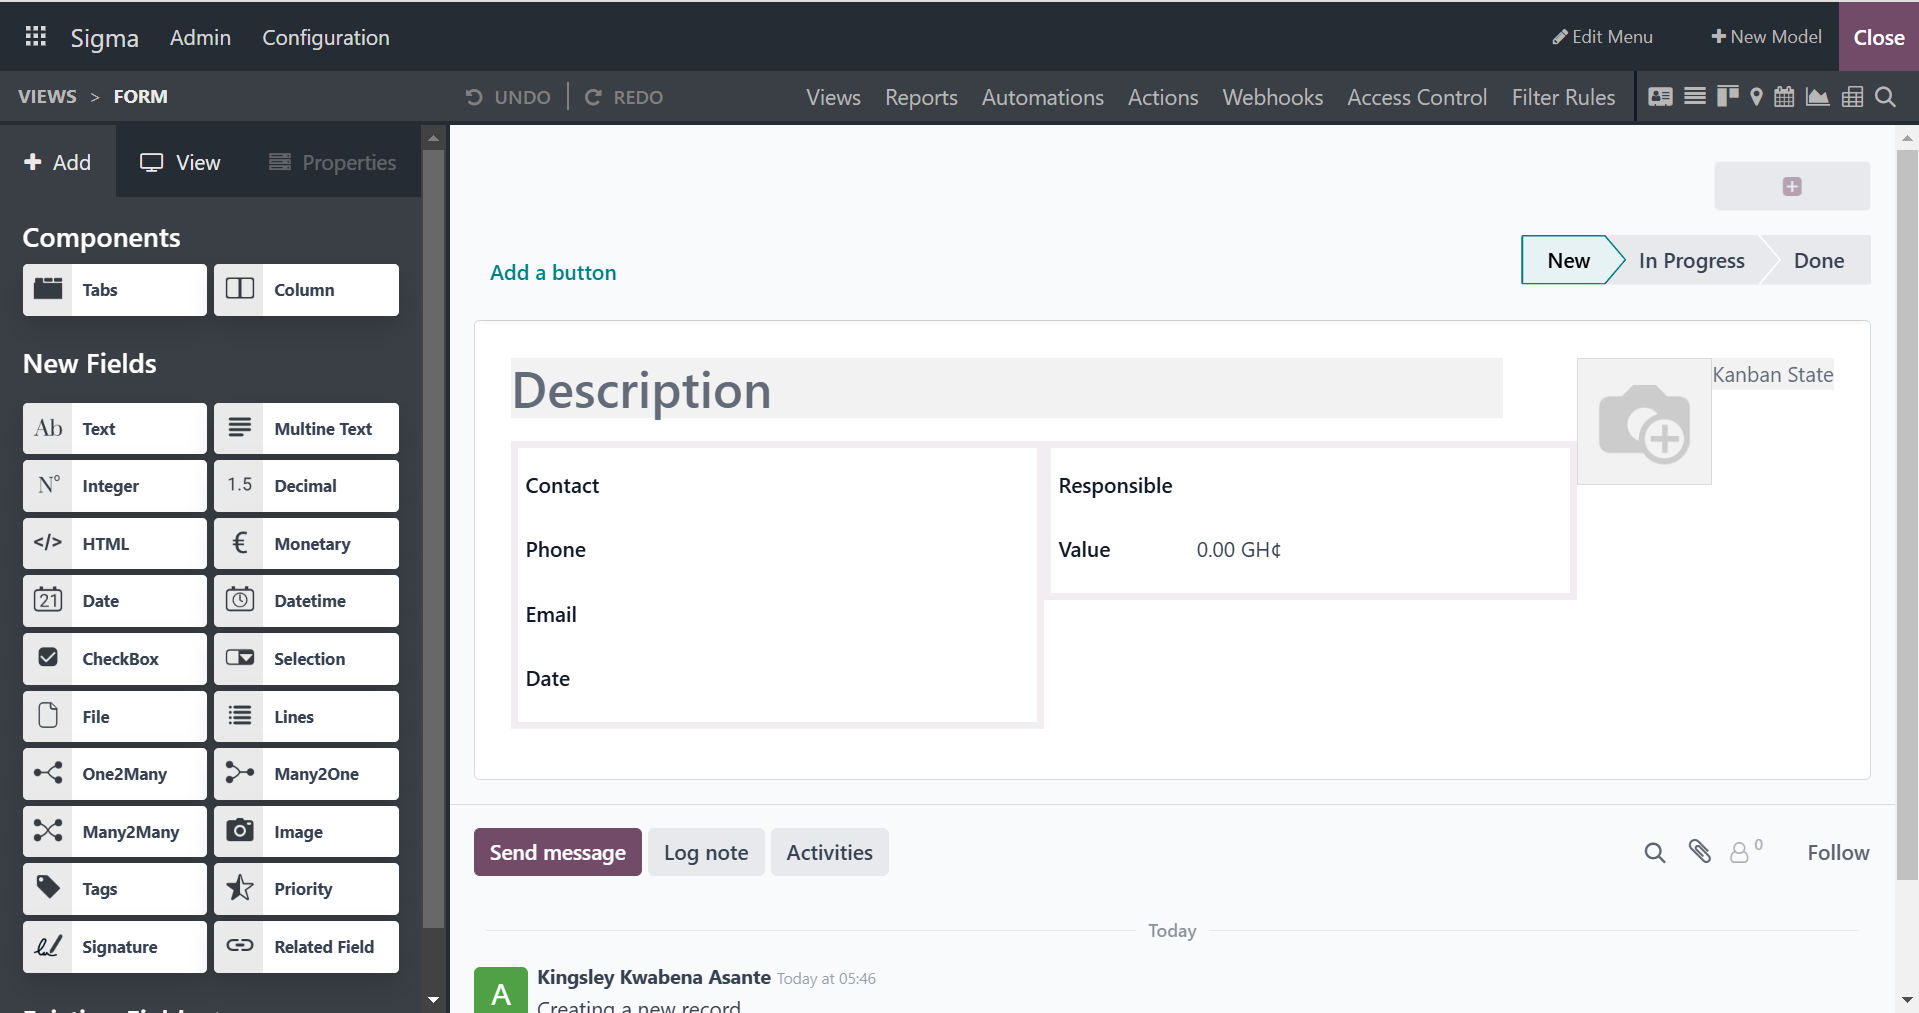 Sigma Admin Configuration Edit Menu New Model Close
VIEWS > FORM UNDO REDO Views Reports Automations Actions Webhooks Access Control Filter Rules
Add View Properties
Components
Tabs Column
New Fields
Ab Text Multine Text
N° Integer 1.5 Decimal
</> HTML € Monetary
21 Date Datetime
CheckBox Selection
File Lines
One2Many Many2One
Many2Many Image
Tags Priority
Signature Related Field
Add a button
New In Progress Done
Description
Kanban State
Contact
Phone
Email
Date
Responsible
Value 0.00 GH¢
Send message Log note Activities 0 Follow
Today
A
Kingsley Kwabena Asante Today at 05:46
Creating a new record